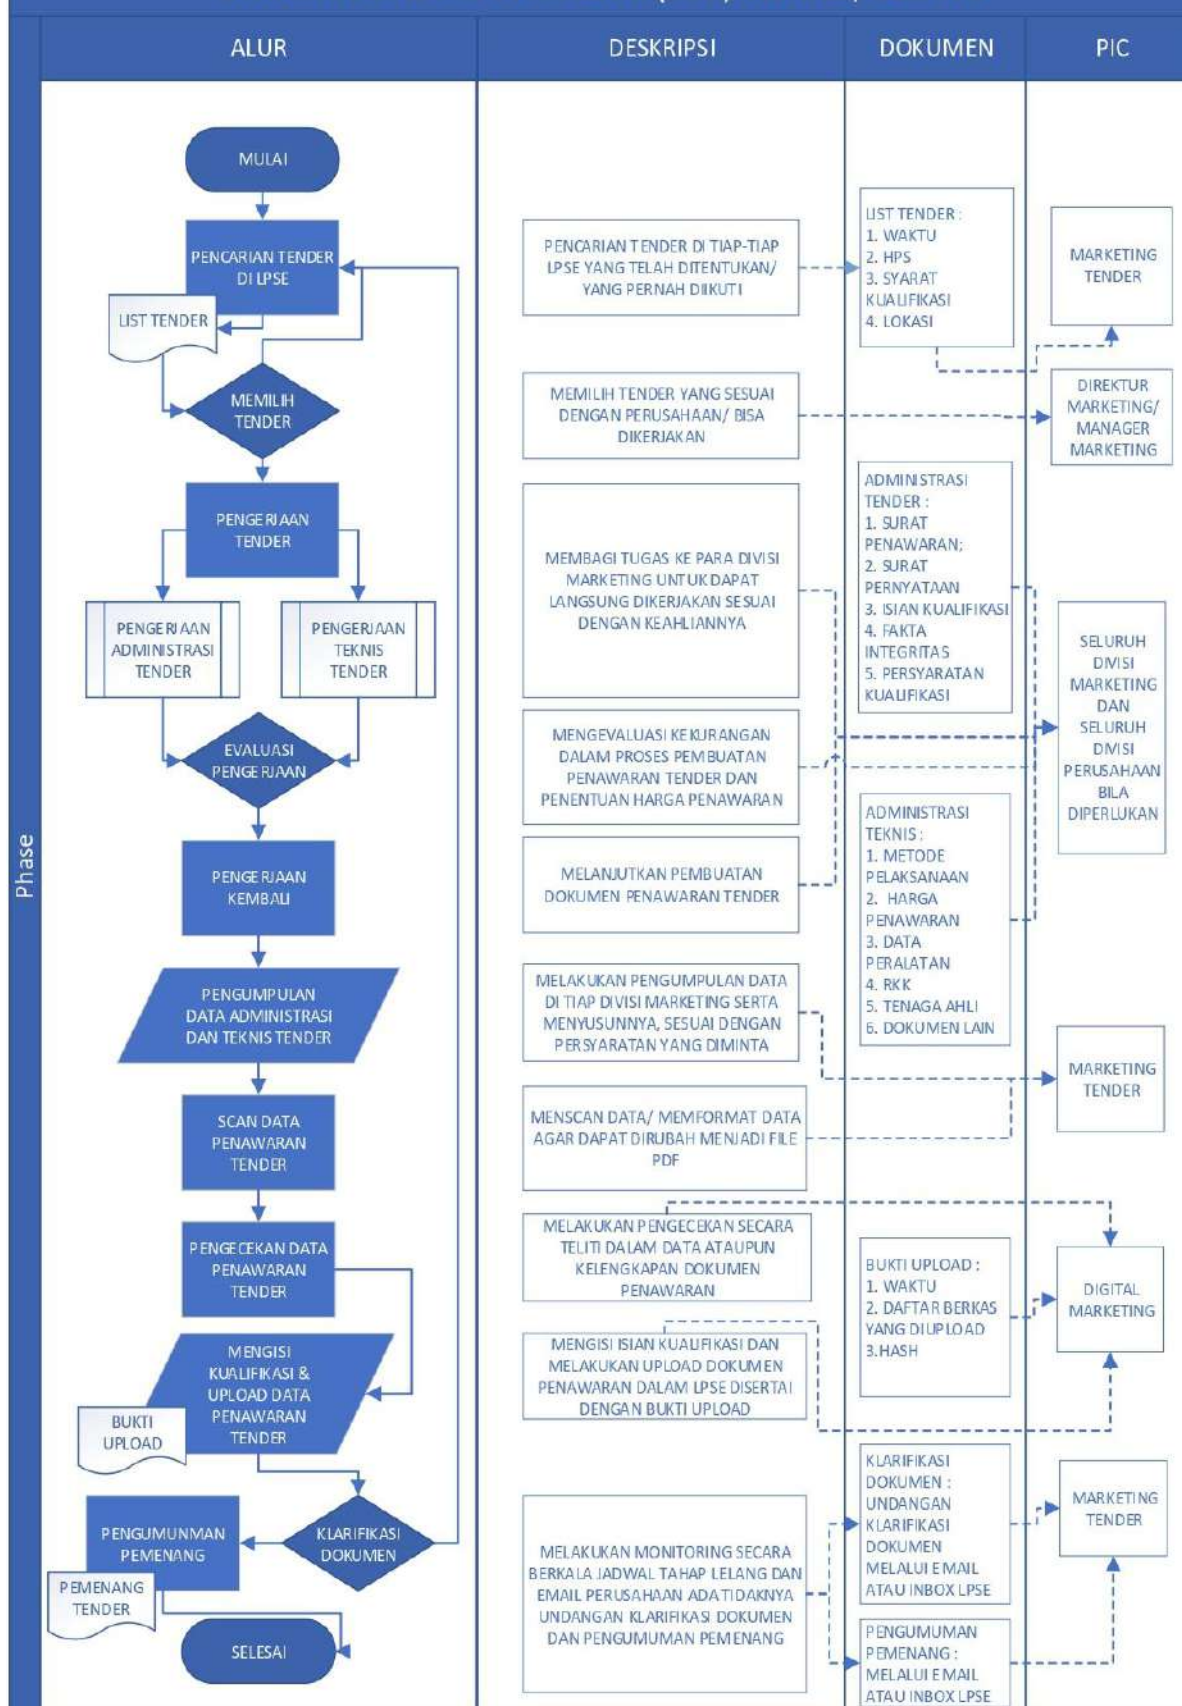 ALUR
DESKRIPSI
DOKUMEN
PIC
Phase
MULAI
PENCARIAN TENDER
DI LPSE
LIST TENDER
MEMILIH
TENDER
PENGERJAAN
TENDER
PENGERJAAN
ADMINISTRASI
TENDER
PENGERJAAN
TEKNIS
TENDER
EVALUASI
PENGERJAAN
PENGERJAAN
KEMBALI
PENGUMPULAN
DATA ADMINISTRASI
DAN TEKNIS TENDER
SCAN DATA
PENAWARAN
TENDER
PENGECEKAN DATA
PENAWARAN
TENDER
MENGISI
KUALIFIKASI &
UPLOAD DATA
PENAWARAN
TENDER
BUKTI
UPLOAD
KLARIFIKASI
DOKUMEN
PENGUMUNMAN
PEMENANG
PEMENANG
TENDER
SELESAI
PENCARIAN TENDER DI TIAP-TIAP
LPSE YANG TELAH DITENTUKAN/
YANG PERNAH DIIKUTI
MEMILIH TENDER YANG SESUAI
DENGAN PERUSAHAAN/ BISA
DIKERJAKAN
MEMBAGI TUGAS KE PARA DIVISI
MARKETING UNTUK DAPAT
LANGSUNG DIKERJAKAN SESUAI
DENGAN KEAHLIANNYA
MENGEVALUASI KEKURANGAN
DALAM PROSES PEMBUATAN
PENAWARAN TENDER DAN
PENENTUAN HARGA PENAWARAN
MELANJUTKAN PEMBUATAN
DOKUMEN PENAWARAN TENDER
MELAKUKAN PENGUMPULAN DATA
DI TIAP DIVISI MARKETING SERTA
MENYUSUNNYA, SESUAI DENGAN
PERSYARATAN YANG DIMINTA
MENSCAN DATA/ MEMFORMAT DATA
AGAR DAPAT DIRUBAH MENJADI FILE
PDF
MELAKUKAN PENGECEKAN SECARA
TELITI DALAM DATA ATAUPUN
KELENGKAPAN DOKUMEN
PENAWARAN
MENGISI ISIAN KUALIFIKASI DAN
MELAKUKAN UPLOAD DOKUMEN
PENAWARAN DALAM LPSE DISERTAI
DENGAN BUKTI UPLOAD
MELAKUKAN MONITORING SECARA
BERKALA JADWAL TAHAP LELANG DAN
EMAIL PERUSAHAAN ADA TIDAKNYA
UNDANGAN KLARIFIKASI DOKUMEN
DAN PENGUMUMAN PEMENANG
LIST TENDER :
1. WAKTU
2. HPS
3. SYARAT
KUALIFIKASI
4. LOKASI
ADMINISTRASI
TENDER :
1. SURAT
PENAWARAN;
2. SURAT
PERNYATAAN
3. ISIAN KUALIFIKASI
4. FAKTA
INTEGRITAS
5. PERSYARATAN
KUALIFIKASI
ADMINISTRASI
TEKNIS :
1. METODE
PELAKSANAAN
2. HARGA
PENAWARAN
3. DATA
PERALATAN
4. RKK
5. TENAGA AHLI
6. DOKUMEN LAIN
BUKTI UPLOAD :
1. WAKTU
2. DAFTAR BERKAS
YANG DIUPLOAD
3.HASH
KLARIFIKASI
DOKUMEN :
UNDANGAN
KLARIFIKASI
DOKUMEN
MELALUI EMAIL
ATAU INBOX LPSE
PENGUMUMAN
PEMENANG :
MELALUI EMAIL
ATAU INBOX LPSE
MARKETING
TENDER
DIREKTUR
MARKETING/
MANAGER
MARKETING
SELURUH
DIVISI
MARKETING
DAN
SELURUH
DIVISI
PERUSAHAAN
BILA
DIPERLUKAN
MARKETING
TENDER
DIGITAL
MARKETING
MARKETING
TENDER